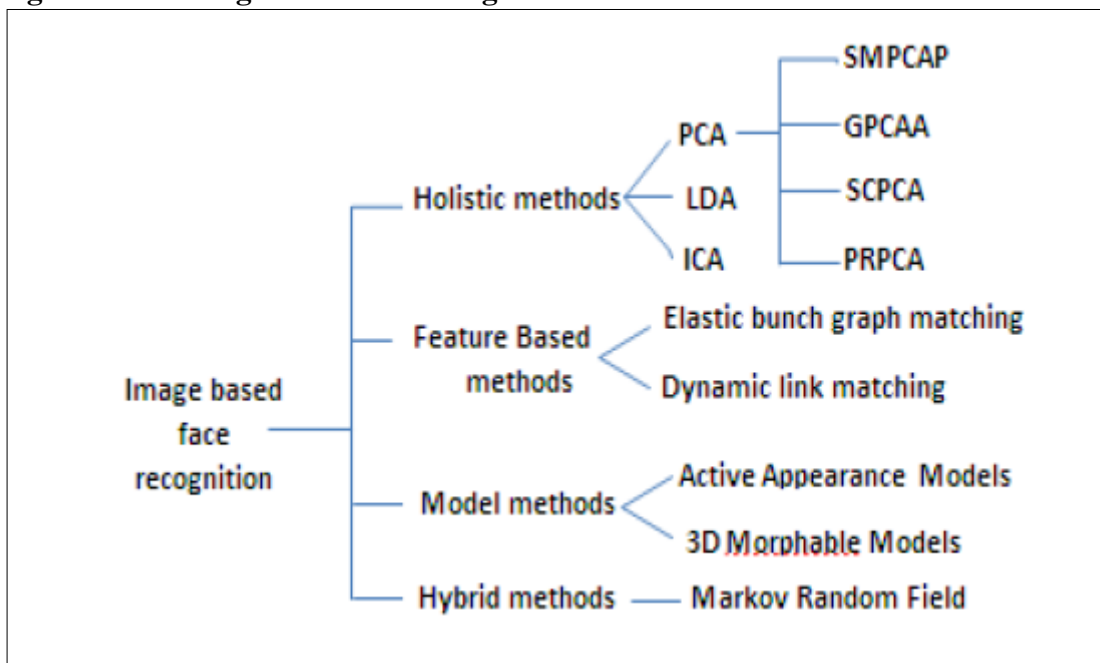 SMPCAP
PCA
GPCAA
Holistic methods
LDA
SCPCA
ICA
PRPCA
Elastic bunch graph matching
Feature Based
methods
Dynamic link matching
Image based
face
recognition
Active Appearance Models
Model methods
3D Morphable Models
Hybrid methods
Markov Random Field